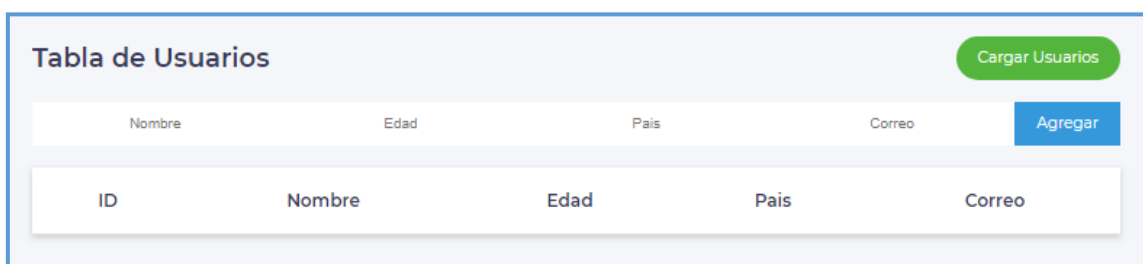 Tabla de Usuarios Cargar Usuarios
Nombre Edad Pais Correo Agregar
ID Nombre Edad Pais Correo